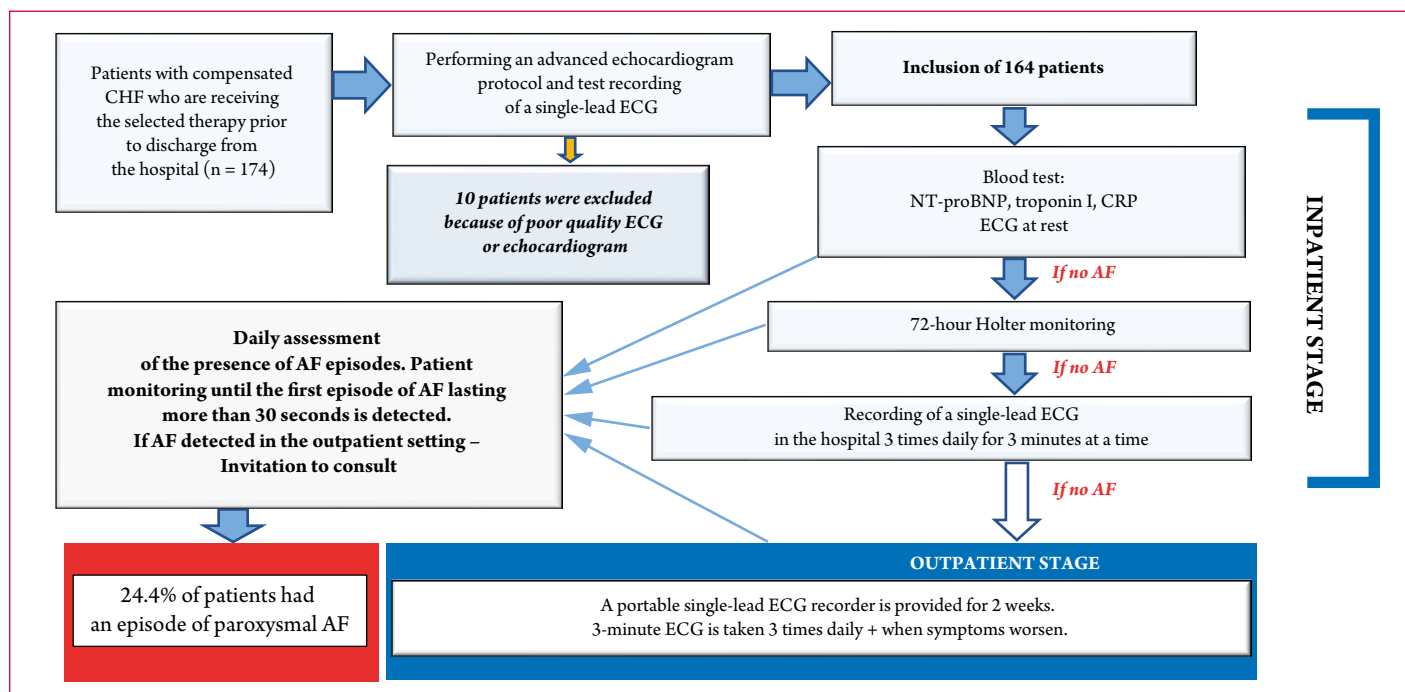 Patients with compensated
CHF who are receiving
the selected therapy prior
to discharge from
the hospital (n = 174)
Performing an advanced echocardiogram
protocol and test recording
of a single-lead ECG
Inclusion of 164 patients
10 patients were excluded
because of poor quality ECG
or echocardiogram
Blood test:
NT-proBNP, troponin I, CRP
ECG at rest
If no AF
72-hour Holter monitoring
If no AF
Recording of a single-lead ECG
in the hospital 3 times daily for 3 minutes at a time
If no AF
INPATIENT STAGE
Daily assessment
of the presence of AF episodes. Patient
monitoring until the first episode of AF lasting
more than 30 seconds is detected.
If AF detected in the outpatient setting –
Invitation to consult
24.4% of patients had
an episode of paroxysmal AF
OUTPATIENT STAGE
A portable single-lead ECG recorder is provided for 2 weeks.
3-minute ECG is taken 3 times daily + when symptoms worsen.